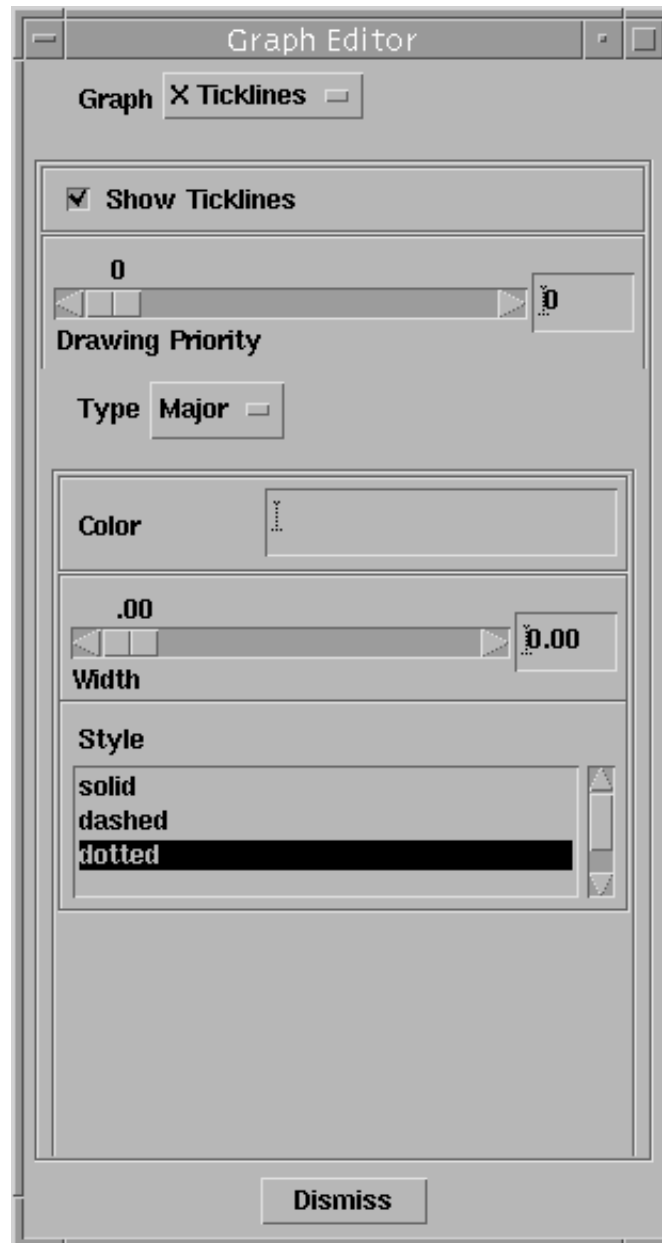 Graph Editor
Graph X Ticklines
Show Ticklines
0
0
Drawing Priority
Type Major
Color
.00
0.00
Width
Style
solid
dashed
dotted
Dismiss